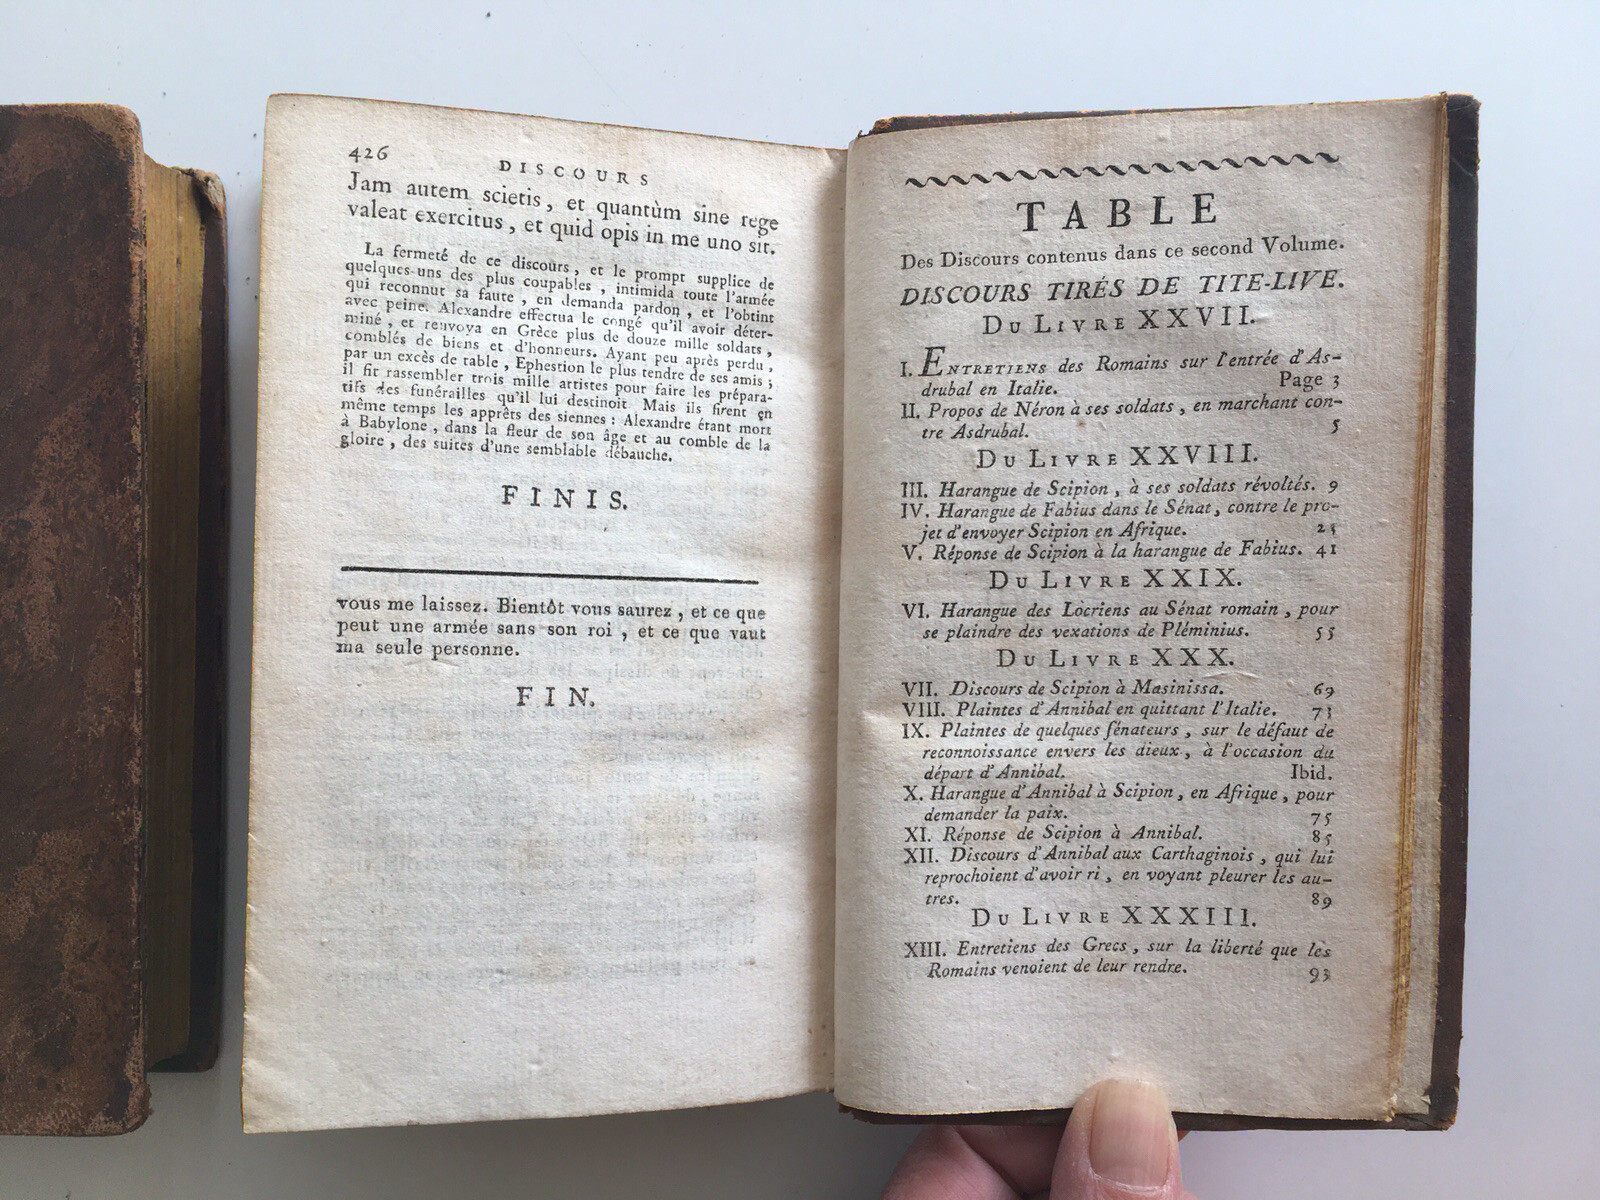 426
DISCOURS
Jam autem scietis, et quantùm sine rege
valeat exercitus, et quid opis in me uno sit.
La fermeté de ce discours, et le prompt supplice de
quelques-uns des plus coupables, intimida toute l'armée
qui reconnut sa faute, en demanda pardon, et l'obtint
avec peine. Alexandre effectua le congé qu'il avoir déter-
miné, et renvoya en Grèce plus de douze mille soldats,
comblés de biens et d'honneurs. Ayant peu après perdu,
par un excès de table, Ephestion le plus tendre de ses amis;
il fit rassembler trois mille artistes pour faire les prépara-
tifs des funérailles qu'il lui destinoit. Mais ils firent en
même temps les apprêts des siennes: Alexandre étant mort
à Babylone, dans la fleur de son âge et au comble de la
gloire, des suites d'une semblable débauche.
FINIS.
vous me laissez. Bientôt vous saurez, et ce que
peut une armée sans son roi, et ce que vaut
ma seule personne.
FIN.
TABLE
Des Discours contenus dans ce second Volume.
DISCOURS TIRÉS DE TITE-LIVE.
DU LIVRE XXVII.
I. ENTRETIENS des Romains sur l'entrée d'As-
drubal en Italie. Page 3
II. Propos de Néron à ses soldats, en marchant con-
tre Asdrubal. 5
DU LIVRE XXVIII.
III. Harangue de Scipion, à ses soldats révoltés. 9
IV. Harangue de Fabius dans le Sénat, contre le pro-
jet d'envoyer Scipion en Afrique. 25
V. Réponse de Scipion à la harangue de Fabius. 41
DU LIVRE XXIX.
VI. Harangue des Locriens au Sénat romain, pour
se plaindre des vexations de Pléminius. 55
DU LIVRE XXX.
VII. Discours de Scipion à Masinissa. 69
VIII. Plaintes d'Annibal en quittant l'Italie. 73
IX. Plaintes de quelques sénateurs, sur le défaut de
reconnoissance envers les dieux, à l'occasion du
départ d'Annibal. Ibid.
X. Harangue d'Annibal à Scipion, en Afrique, pour
demander la paix. 75
XI. Réponse de Scipion à Annibal. 85
XII. Discours d'Annibal aux Carthaginois, qui lui
reprochoient d'avoir ri, en voyant pleurer les au-
tres. 89
DU LIVRE XXXIII.
XIII. Entretiens des Grecs, sur la liberté que les
Romains venoient de leur rendre. 93